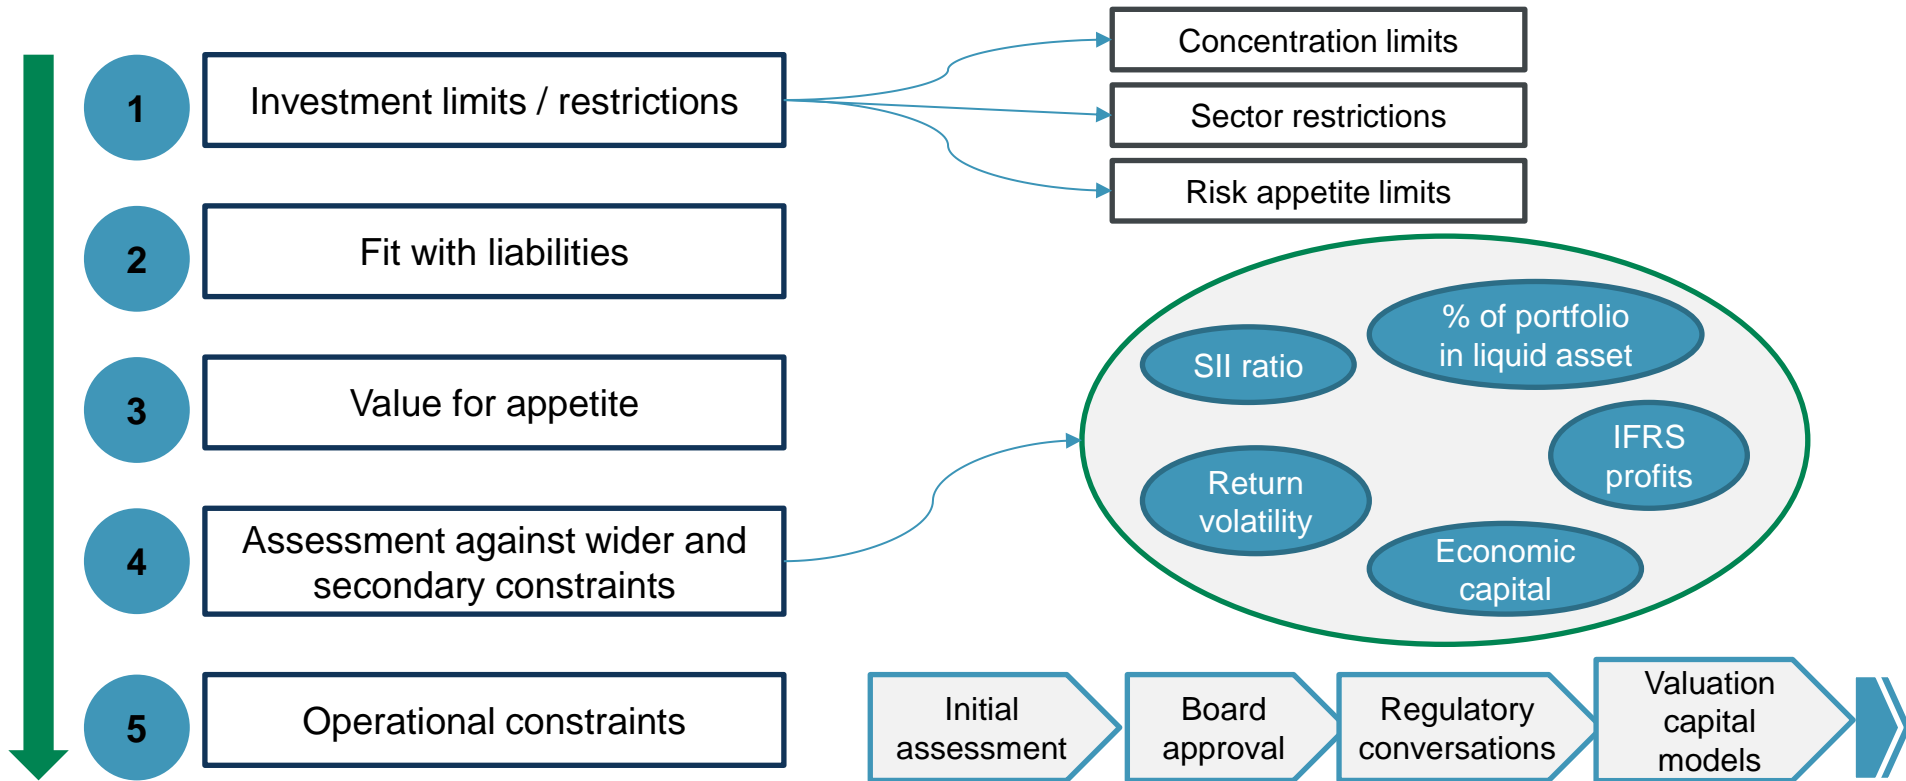 1
Investment limits / restrictions
Concentration limits
Sector restrictions
Risk appetite limits
2
Fit with liabilities
3
Value for appetite
4
Assessment against wider and
secondary constraints
SII ratio
% of portfolio
in liquid asset
IFRS
profits
Return
volatility
Economic
capital
5
Operational constraints
Initial
assessment
Board
approval
Regulatory
conversations
Valuation
capital
models